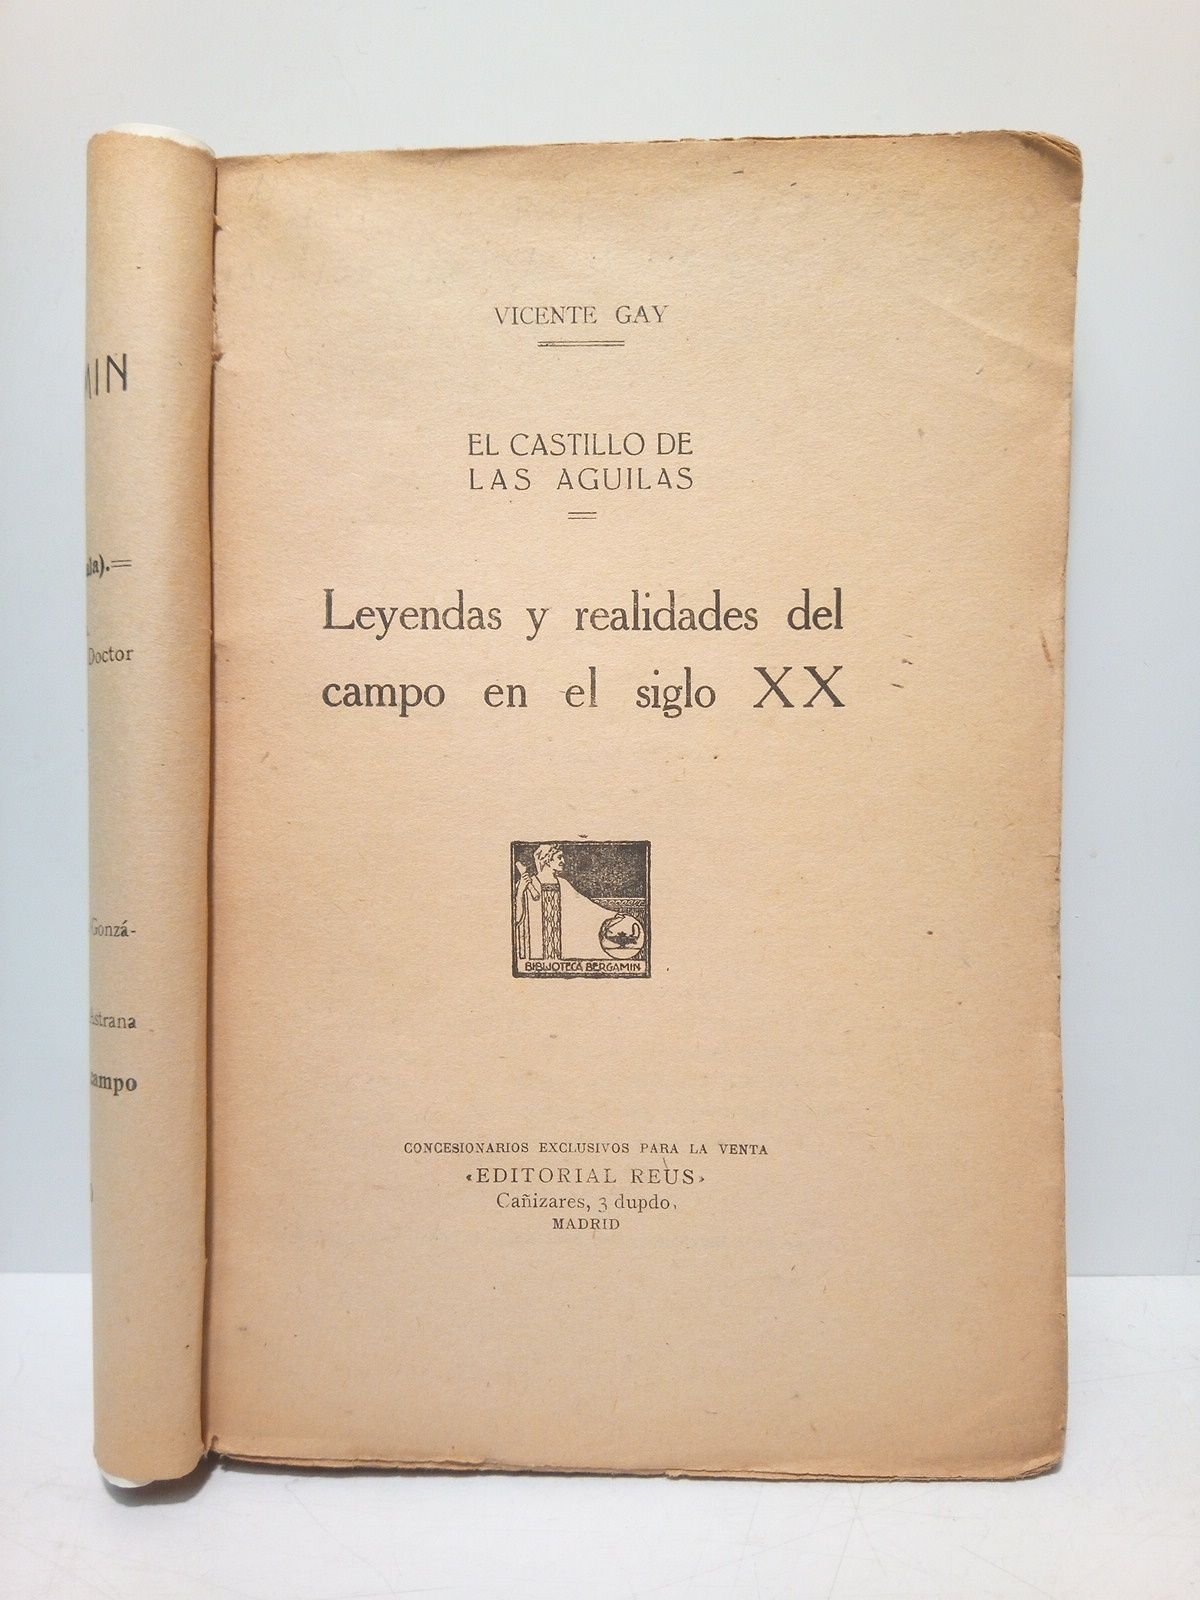 MIN
ula).=
Doctor
Gonzá-
Astrana
campo
VICENTE GAY
EL CASTILLO DE
LAS AGUILAS
Leyendas y realidades del
campo en el siglo XX
BIBLIOTECA BERGAMIN
CONCESIONARIOS EXCLUSIVOS PARA LA VENTA
«EDITORIAL REUS»
Cañizares, 3 dupdo,
MADRID